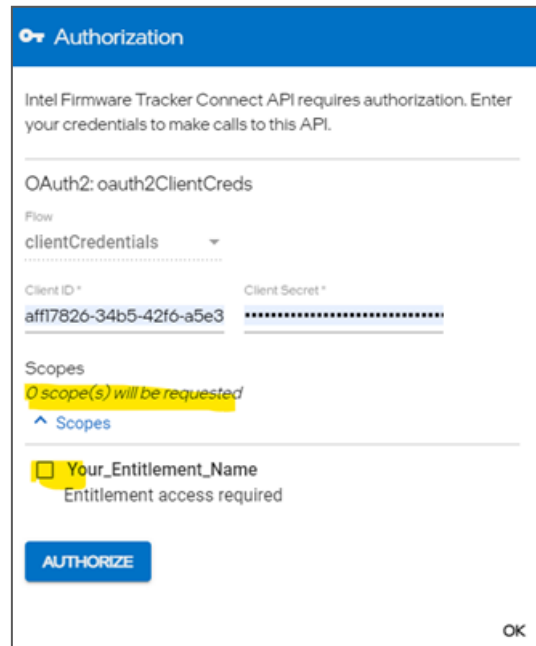 Authorization
Intel Firmware Tracker Connect API requires authorization. Enter
your credentials to make calls to this API.
OAuth2: oauth2ClientCreds
Flow
clientCredentials
Client ID * Client Secret *
aff17826-34b5-42f6-a5e3 ••••••••••••••••••••••••••••••
Scopes
0 scope(s) will be requested
Scopes
Your_Entitlement_Name
Entitlement access required
AUTHORIZE
OK